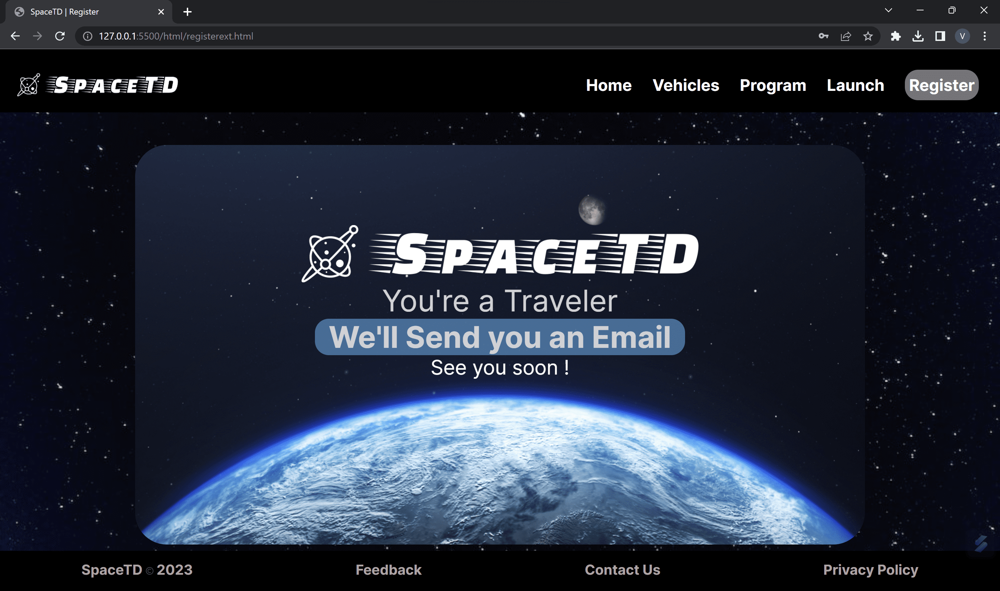 SpaceTD | Register
127.0.0.1:5500/html/registerext.html
V
SPACETD
Home Vehicles Program Launch Register
SPACETD
You're a Traveler
We'll Send you an Email
See you soon !
SpaceTD © 2023 Feedback Contact Us Privacy Policy